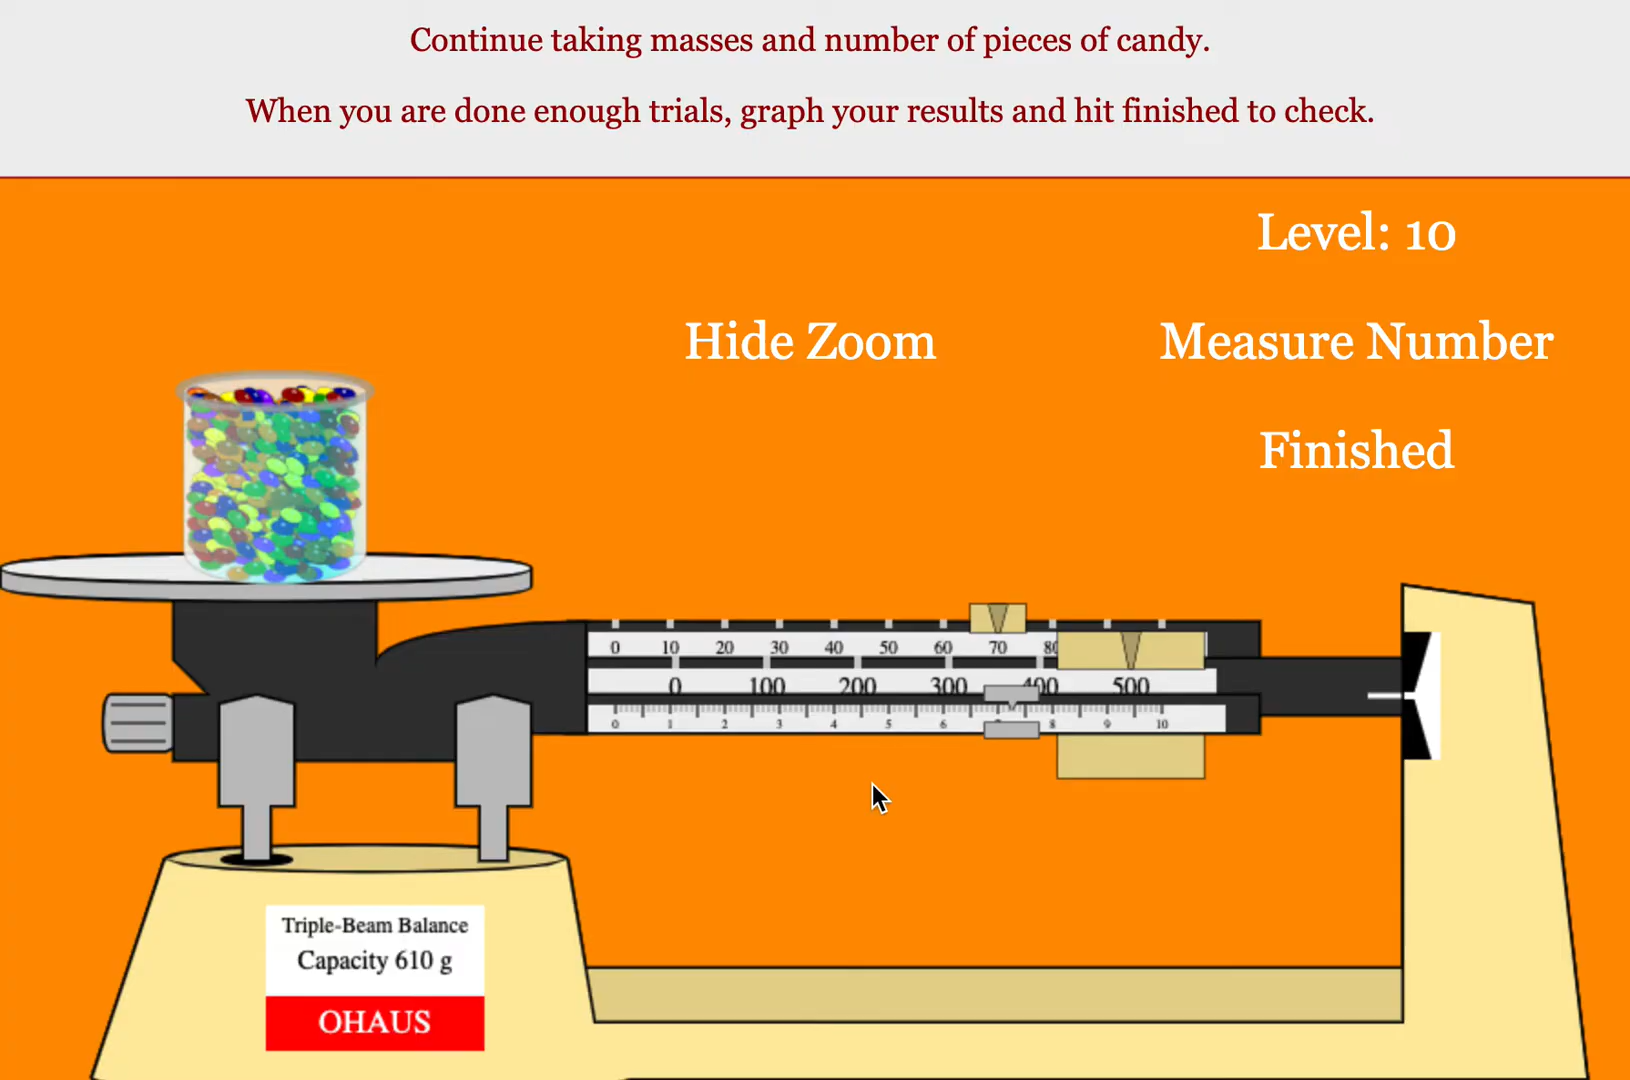 Continue taking masses and number of pieces of candy.
When you are done enough trials, graph your results and hit finished to check.
Level: 10
Hide Zoom
Measure Number
Finished
0 10 20 30 40 50 60 70 80
0 100 200 300 400 500
0 1 2 3 4 5 6 8 9 10
Triple-Beam Balance
Capacity 610 g
OHAUS